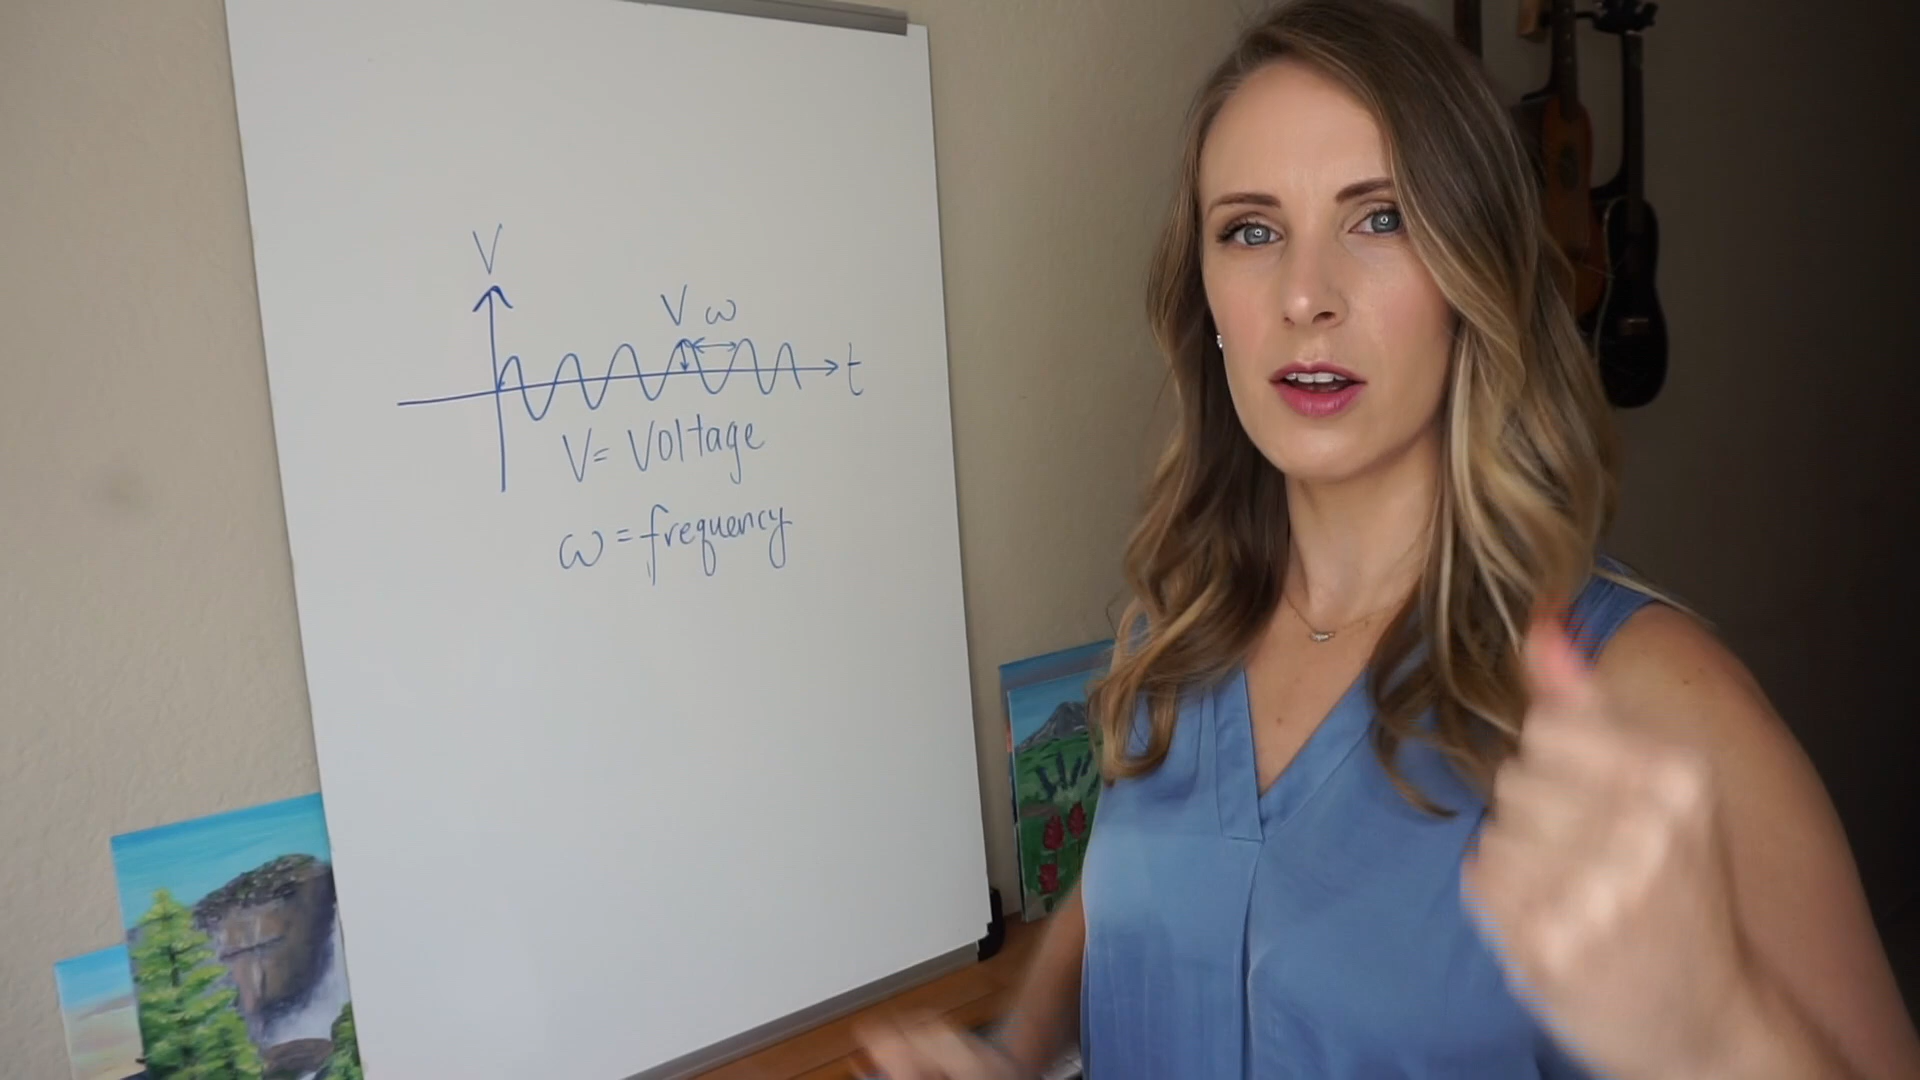 V
V ω
t
V= Voltage
ω = frequency